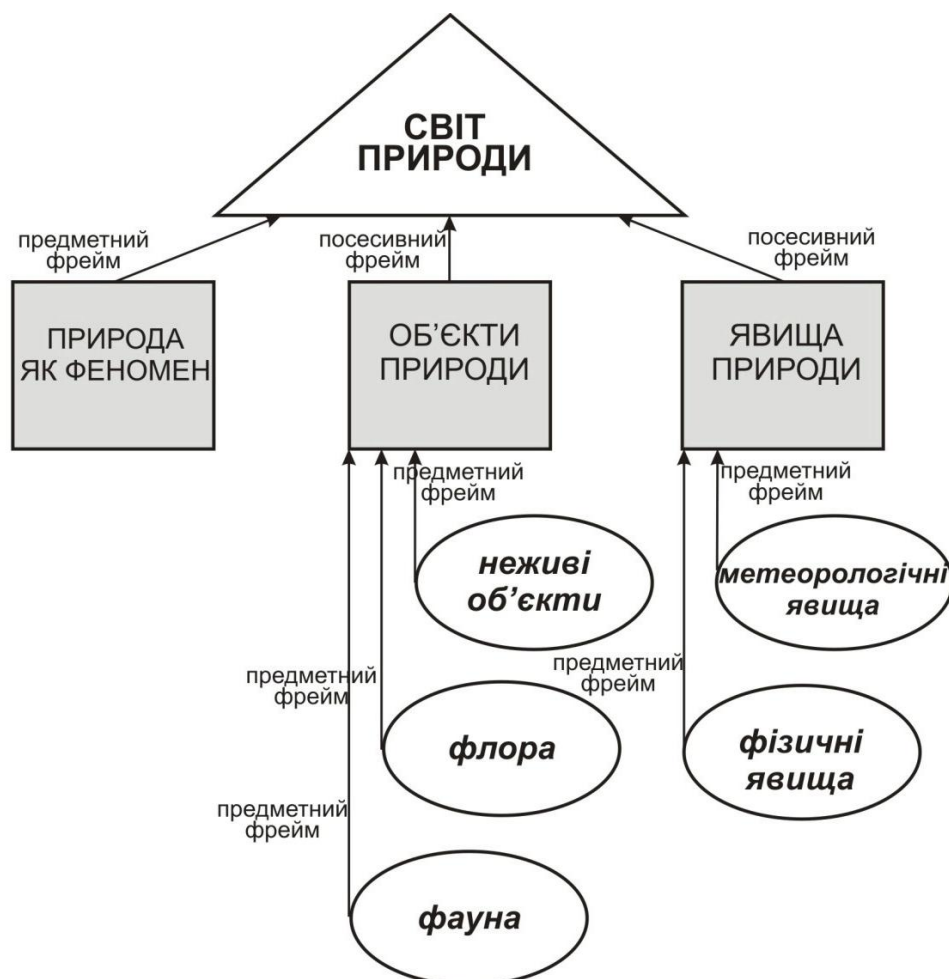 СВІТ
ПРИРОДИ
предметний
фрейм
посесивний
фрейм
посесивний
фрейм
ПРИРОДА
ЯК ФЕНОМЕН
ОБ’ЄКТИ
ПРИРОДИ
ЯВИЩА
ПРИРОДИ
предметний
фрейм
предметний
фрейм
неживі
об’єкти
метеорологічні
явища
предметний
фрейм
предметний
фрейм
флора
фізичні
явища
предметний
фрейм
фауна